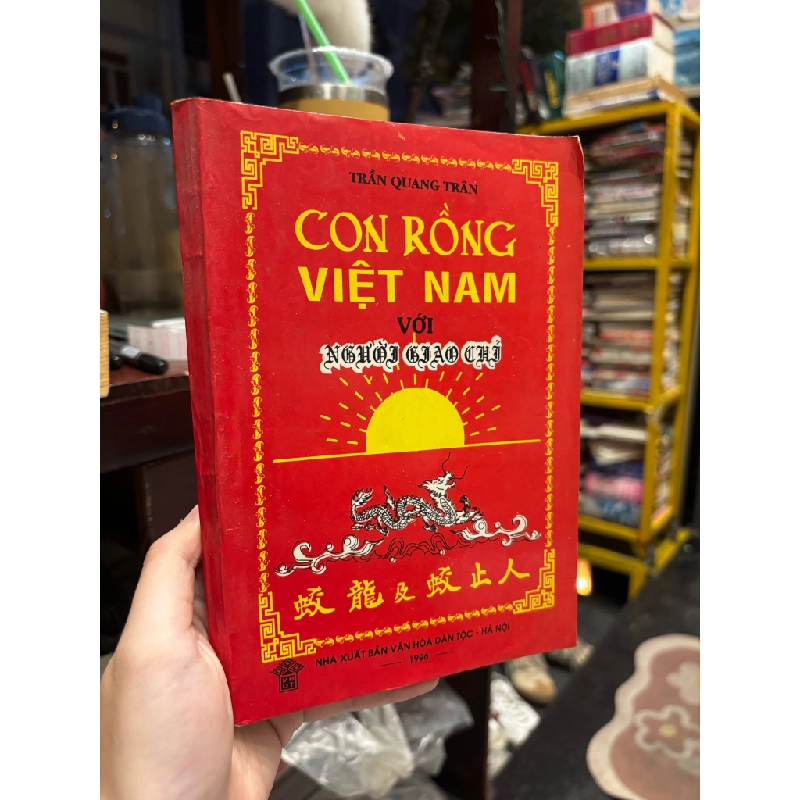 TRẦN QUANG TRÂN
CON RỒNG
VIỆT NAM
VỚI
NGƯỜI GIAO CHỈ
蛟龍及蛟止人
NHÀ XUẤT BẢN VĂN HÓA DÂN TỘC - HÀ NỘI
1996